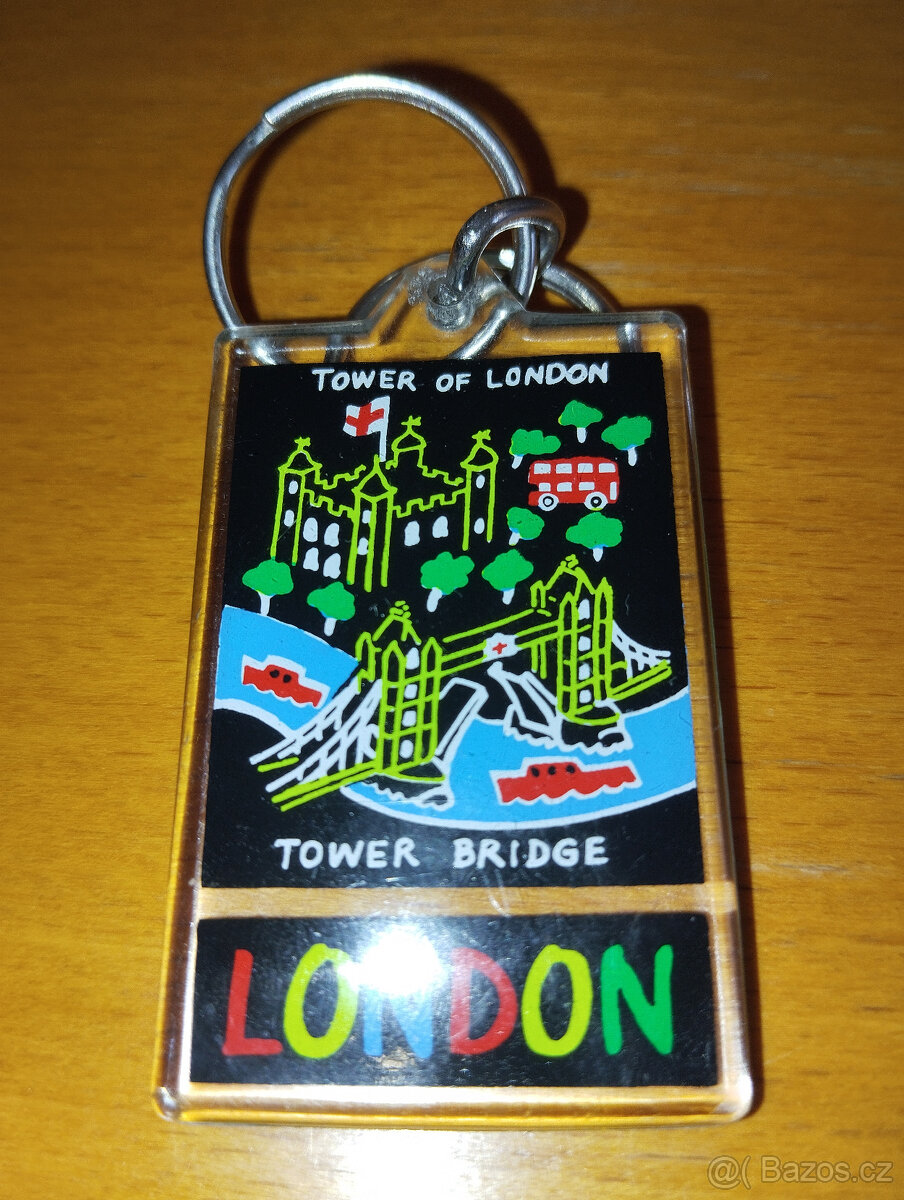 TOWER OF LONDON
TOWER BRIDGE
LONDON
@( Bazos.cz